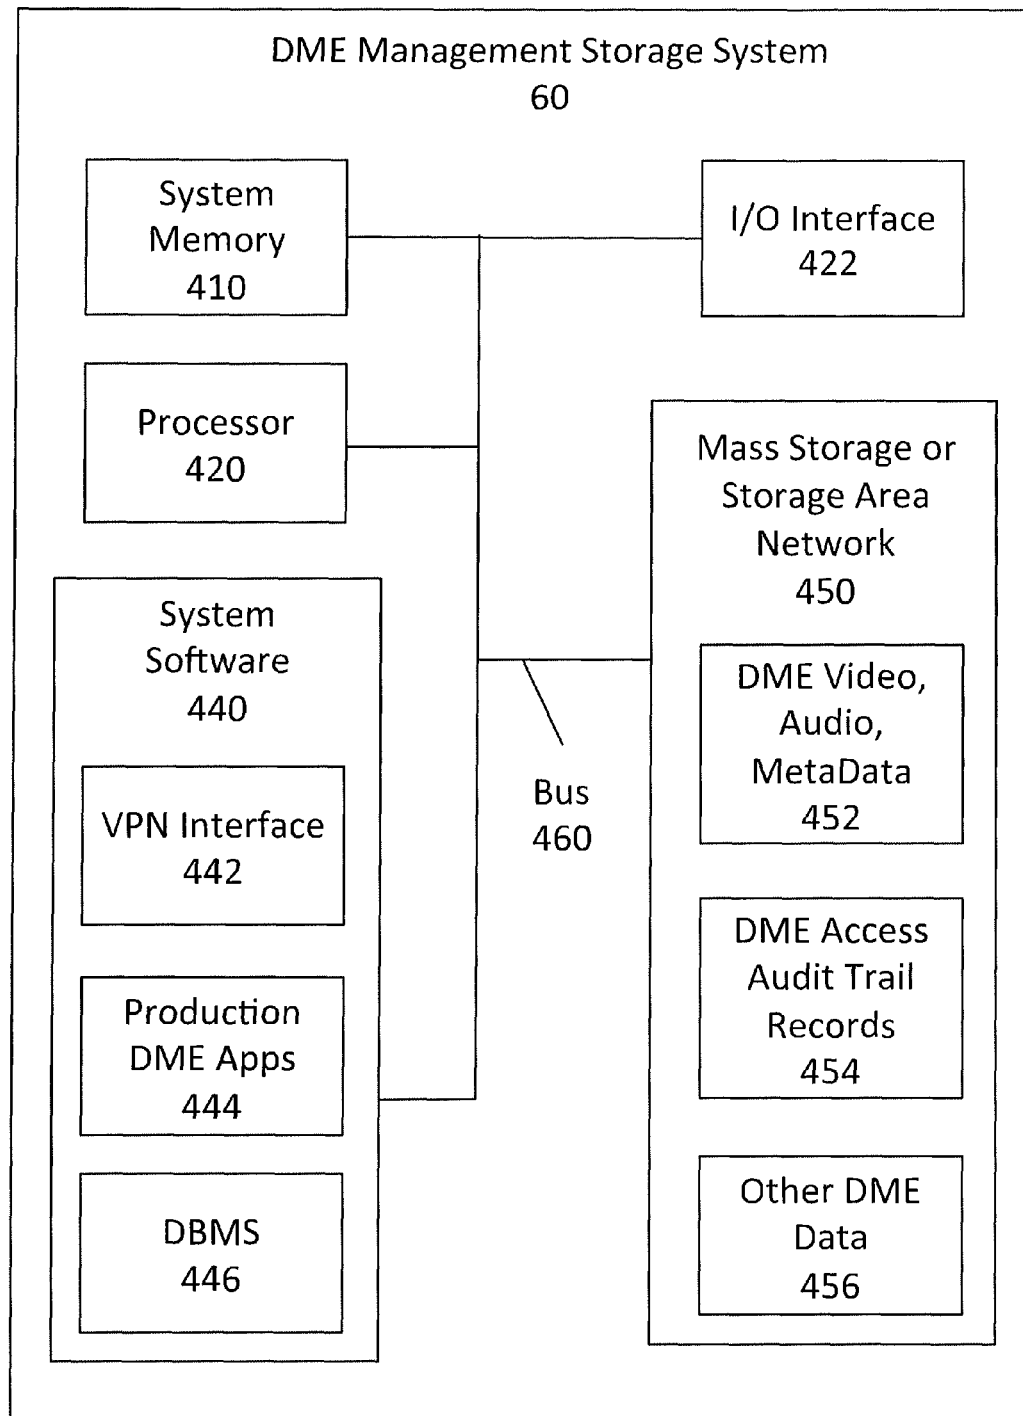 DME Management Storage System
60
System
Memory
410
I/O Interface
422
Processor
420
Mass Storage or
Storage Area
Network
450
System
Software
440
DME Video,
Audio,
MetaData
452
VPN Interface
442
Bus
460
DME Access
Audit Trail
Records
454
Production
DME Apps
444
Other DME
Data
456
DBMS
446